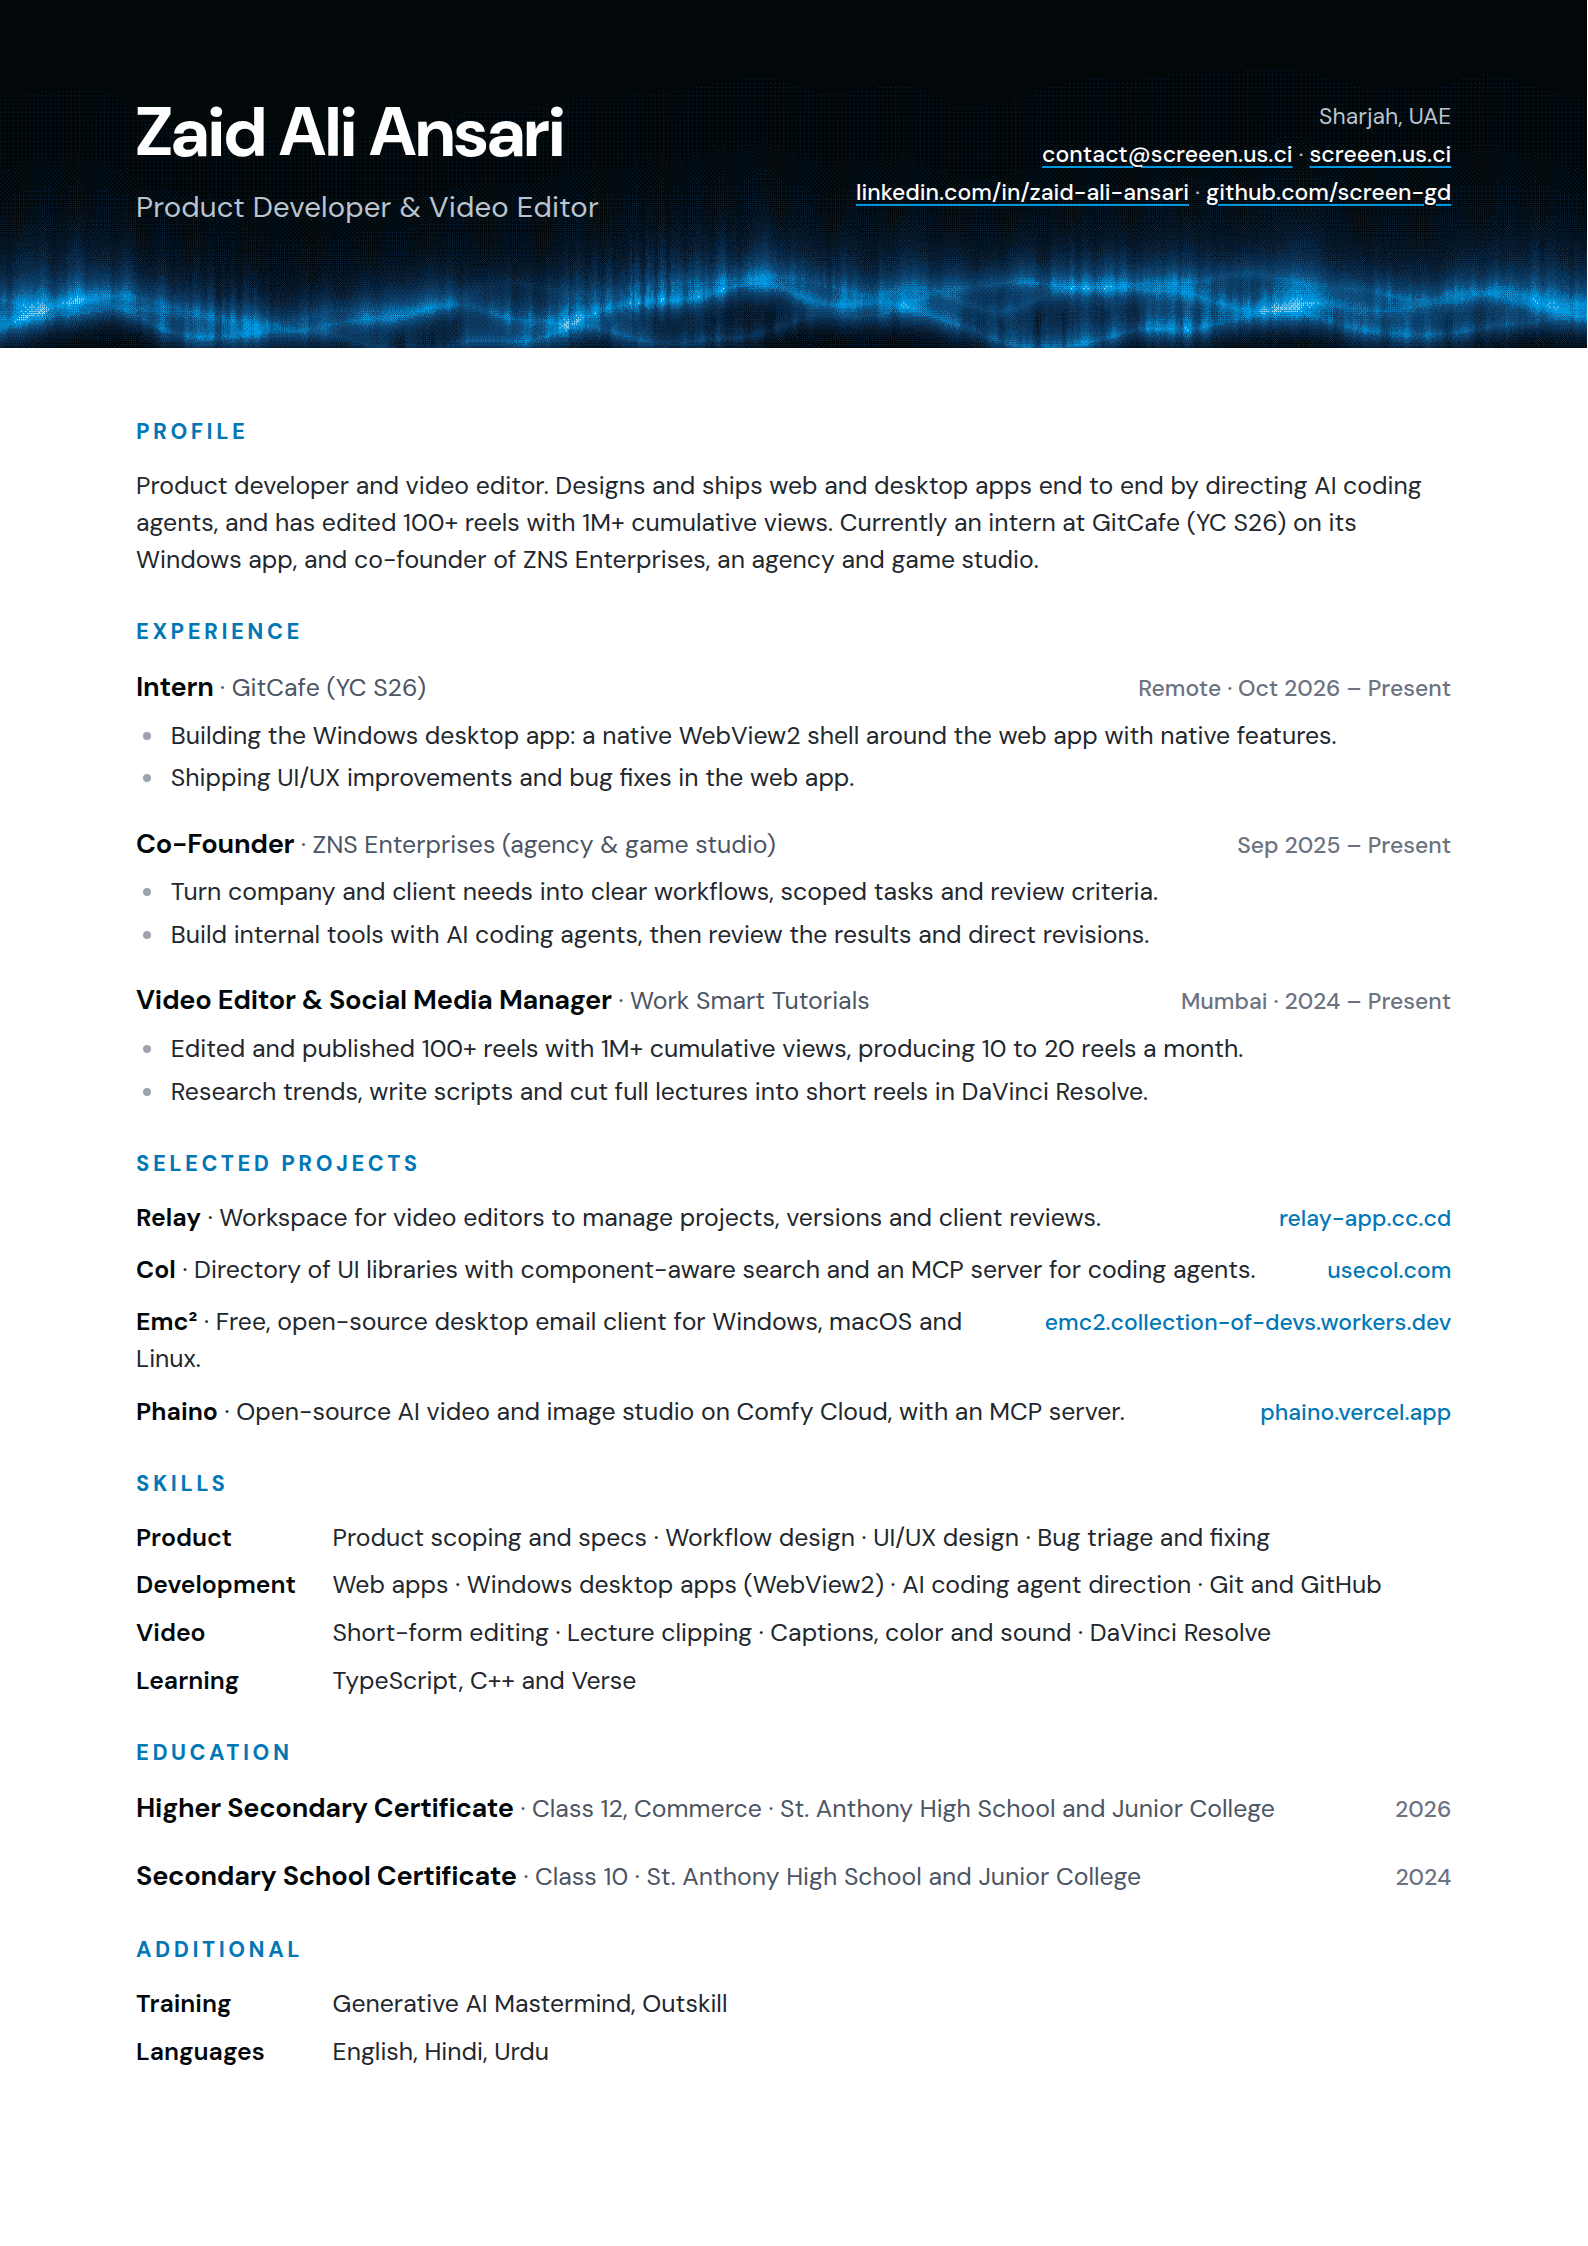 Zaid Ali Ansari
Product Developer & Video Editor
Sharjah, UAE
contact@screeen.us.ci · screeen.us.ci
linkedin.com/in/zaid-ali-ansari · github.com/screen-gd
PROFILE
Product developer and video editor. Designs and ships web and desktop apps end to end by directing AI coding
agents, and has edited 100+ reels with 1M+ cumulative views. Currently an intern at GitCafe (YC S26) on its
Windows app, and co-founder of ZNS Enterprises, an agency and game studio.
EXPERIENCE
Intern · GitCafe (YC S26) Remote · Oct 2026 – Present
• Building the Windows desktop app: a native WebView2 shell around the web app with native features.
• Shipping UI/UX improvements and bug fixes in the web app.
Co-Founder · ZNS Enterprises (agency & game studio) Sep 2025 – Present
• Turn company and client needs into clear workflows, scoped tasks and review criteria.
• Build internal tools with AI coding agents, then review the results and direct revisions.
Video Editor & Social Media Manager · Work Smart Tutorials Mumbai · 2024 – Present
• Edited and published 100+ reels with 1M+ cumulative views, producing 10 to 20 reels a month.
• Research trends, write scripts and cut full lectures into short reels in DaVinci Resolve.
SELECTED PROJECTS
Relay · Workspace for video editors to manage projects, versions and client reviews. relay-app.cc.cd
Col · Directory of UI libraries with component-aware search and an MCP server for coding agents. usecol.com
Emc² · Free, open-source desktop email client for Windows, macOS and emc2.collection-of-devs.workers.dev
Linux.
Phaino · Open-source AI video and image studio on Comfy Cloud, with an MCP server. phaino.vercel.app
SKILLS
Product Product scoping and specs · Workflow design · UI/UX design · Bug triage and fixing
Development Web apps · Windows desktop apps (WebView2) · AI coding agent direction · Git and GitHub
Video Short-form editing · Lecture clipping · Captions, color and sound · DaVinci Resolve
Learning TypeScript, C++ and Verse
EDUCATION
Higher Secondary Certificate · Class 12, Commerce · St. Anthony High School and Junior College 2026
Secondary School Certificate · Class 10 · St. Anthony High School and Junior College 2024
ADDITIONAL
Training Generative AI Mastermind, Outskill
Languages English, Hindi, Urdu